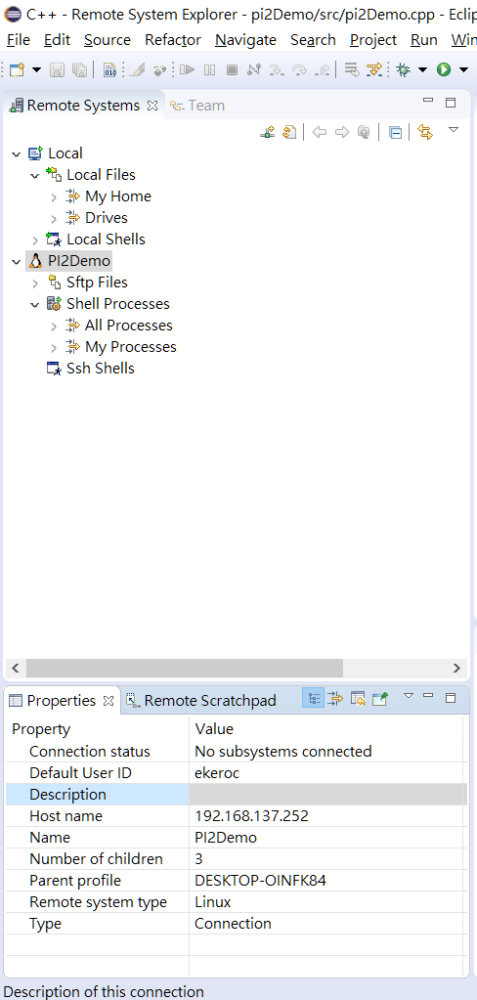 C++ - Remote System Explorer - pi2Demo/src/pi2Demo.cpp - Eclip
File Edit Source Refactor Navigate Search Project Run Win
010
Remote Systems Team
Local
Local Files
My Home
Drives
Local Shells
PI2Demo
Sftp Files
Shell Processes
All Processes
My Processes
Ssh Shells
Properties Remote Scratchpad
Property Value
Connection status No subsystems connected
Default User ID ekeroc
Description
Host name 192.168.137.252
Name PI2Demo
Number of children 3
Parent profile DESKTOP-OINFK84
Remote system type Linux
Type Connection
Description of this connection